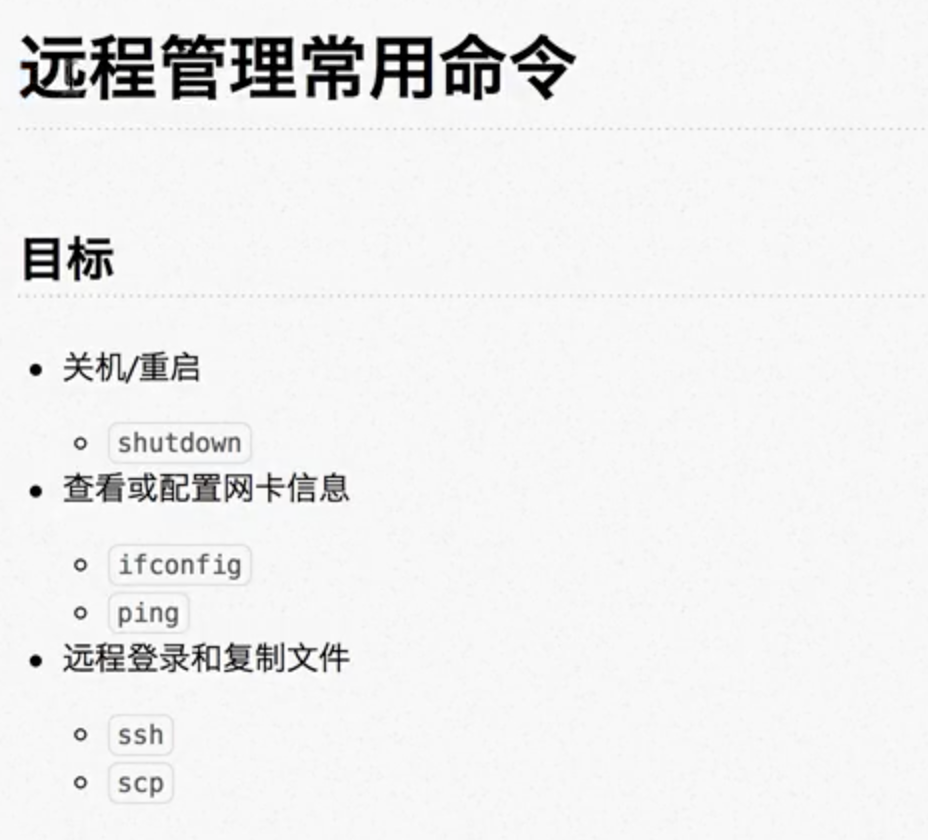 远程管理常用命令
目标
关机/重启
shutdown
查看或配置网卡信息
ifconfig
ping
远程登录和复制文件
ssh
scp